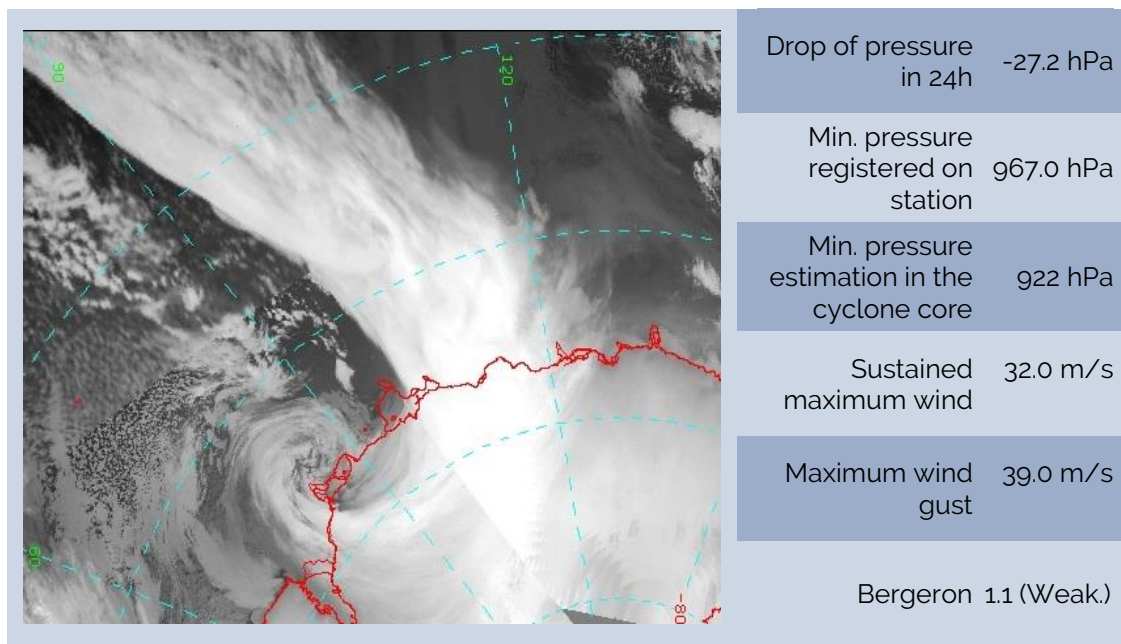 90
120
60
-80
Drop of pressure
in 24h
-27.2 hPa
Min. pressure
registered on
station
967.0 hPa
Min. pressure
estimation in the
cyclone core
922 hPa
Sustained
maximum wind
32.0 m/s
Maximum wind
gust
39.0 m/s
Bergeron 1.1 (Weak.)